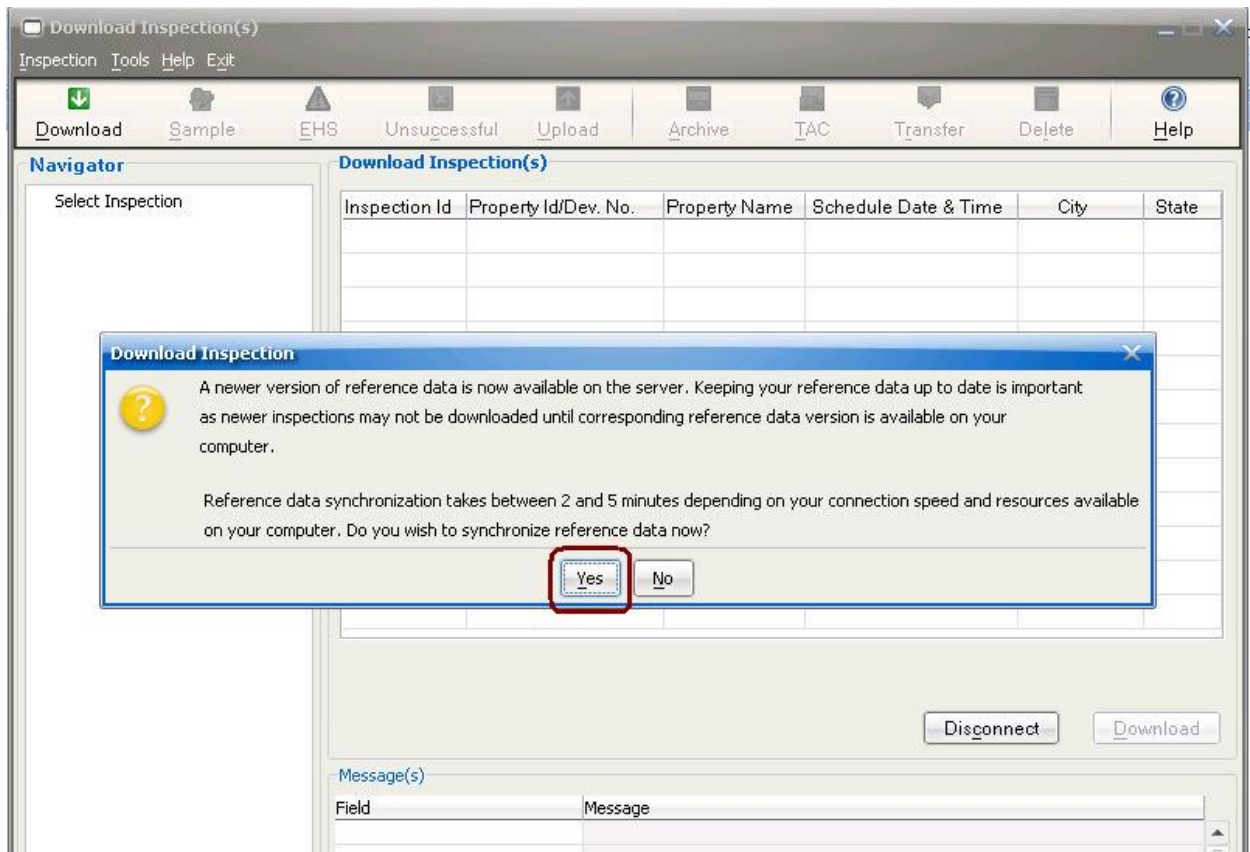 Download Inspection(s)
Inspection Tools Help Exit
Download Sample EHS Unsuccessful Upload Archive TAC Transfer Delete Help
Navigator
Select Inspection
Download Inspection(s)
Inspection Id Property Id/Dev. No. Property Name Schedule Date & Time City State
Download Inspection
A newer version of reference data is now available on the server. Keeping your reference data up to date is important
as newer inspections may not be downloaded until corresponding reference data version is available on your
computer.
Reference data synchronization takes between 2 and 5 minutes depending on your connection speed and resources available
on your computer. Do you wish to synchronize reference data now?
Yes No
Disconnect Download
Message(s)
Field Message